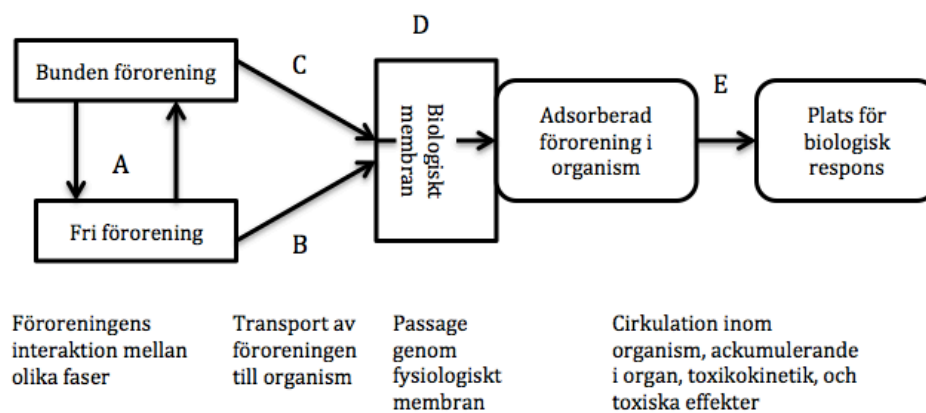 D
Bunden förorening
C
A
Fri förorening
B
Biologiskt
membran
Adsorberad
förorening i
organism
E
Plats för
biologisk
respons
Föroreningens
interaktion mellan
olika faser
Transport av
föroreningen
till organism
Passage
genom
fysiologiskt
membran
Cirkulation inom
organism, ackumulerande
i organ, toxikokinetik, och
toxiska effekter